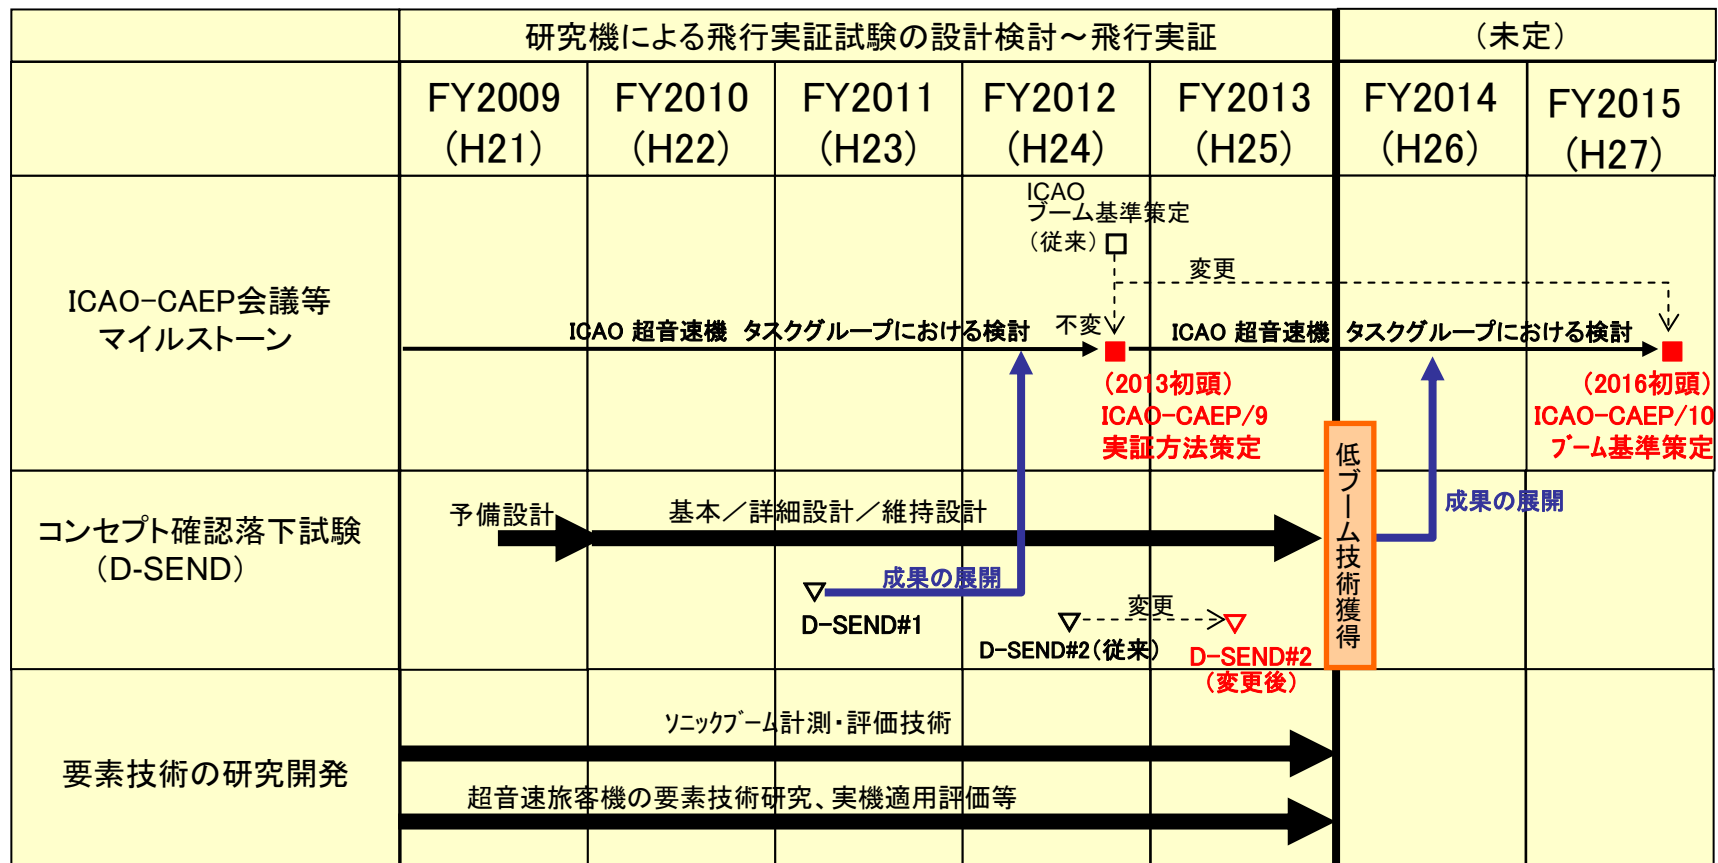 研究機による飛行実証試験の設計検討～飛行実証
（未定）
FY2009
（H21）
FY2010
（H22）
FY2011
（H23）
FY2012
（H24）
FY2013
（H25）
FY2014
（H26）
FY2015
（H27）
ICAO-CAEP会議等
マイルストーン
ICAO
ブーム基準策定
（従来）
変更
不変
ICAO 超音速機　タスクグループにおける検討
ICAO 超音速機　タスクグループにおける検討
（2013初頭）
ICAO-CAEP/9
実証方法策定
（2016初頭）
ICAO-CAEP/10
ブーム基準策定
コンセプト確認落下試験
（D-SEND）
予備設計
基本／詳細設計／維持設計
成果の展開
D-SEND#1
変更
D-SEND#2（従来）
D-SEND#2
（変更後）
低ブーム技術獲得
成果の展開
要素技術の研究開発
ｿﾆｯｸﾌﾞｰﾑ計測・評価技術
超音速旅客機の要素技術研究、実機適用評価等